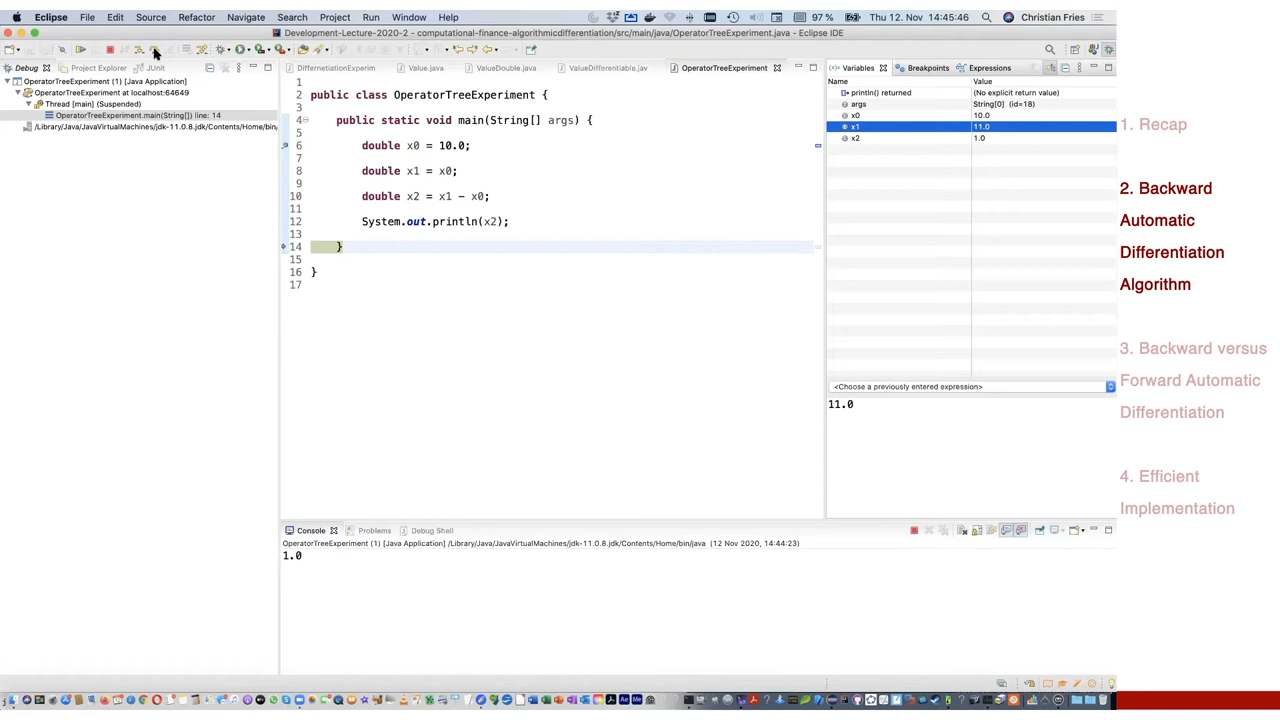 Eclipse File Edit Source Refactor Navigate Search Project Run Window Help 97 % Thu 12. Nov 14:45:46 Christian Fries
Development-Lecture-2020-2 - computational-finance-algorithmicdifferentiation/src/main/java/OperatorTreeExperiment.java - Eclipse IDE
Debug Project Explorer JUnit
OperatorTreeExperiment (1) [Java Application]
OperatorTreeExperiment at localhost:64649
Thread [main] (Suspended)
OperatorTreeExperiment.main(String[]) line: 14
/Library/Java/JavaVirtualMachines/jdk-11.0.8.jdk/Contents/Home/bin/
DiffernetiationExperim Value.java ValueDouble.java ValueDifferentiable.jav OperatorTreeExperiment
1
2 public class OperatorTreeExperiment {
3
4 public static void main(String[] args) {
5
6 double x0 = 10.0;
7
8 double x1 = x0;
9
10 double x2 = x1 - x0;
11
12 System.out.println(x2);
13
14 }
15
16 }
17
Variables Breakpoints Expressions
Name Value
println() returned (No explicit return value)
args String[0] (id=18)
x0 10.0
x1 11.0
x2 1.0
<Choose a previously entered expression>
11.0
Console Problems Debug Shell
OperatorTreeExperiment (1) [Java Application] /Library/Java/JavaVirtualMachines/jdk-11.0.8.jdk/Contents/Home/bin/java (12 Nov 2020, 14:44:23)
1.0
1. Recap
2. Backward
Automatic
Differentiation
Algorithm
3. Backward versus
Forward Automatic
Differentiation
4. Efficient
Implementation